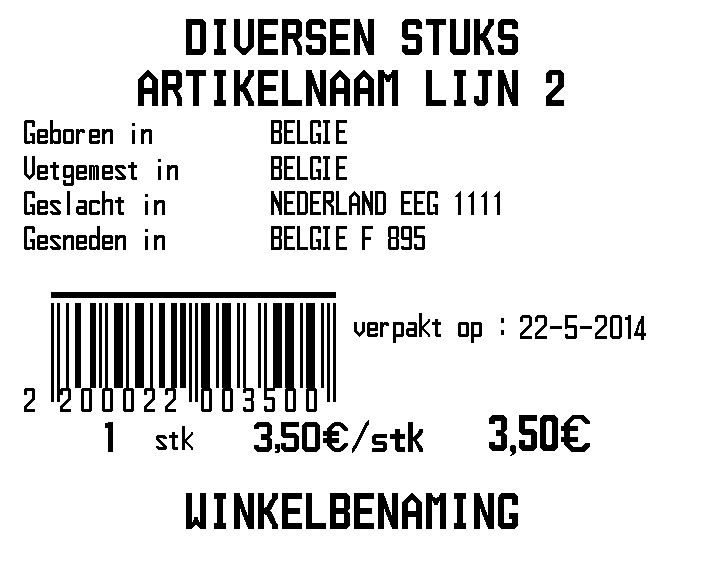 DIVERSEN STUKS
ARTIKELNAAM LIJN 2
Geboren in BELGIE
Vetgemest in BELGIE
Geslacht in NEDERLAND EEG 1111
Gesneden in BELGIE F 895
verpakt op : 22-5-2014
2 200022 003500
1 stk 3,50€/stk 3,50€
WINKELBENAMING